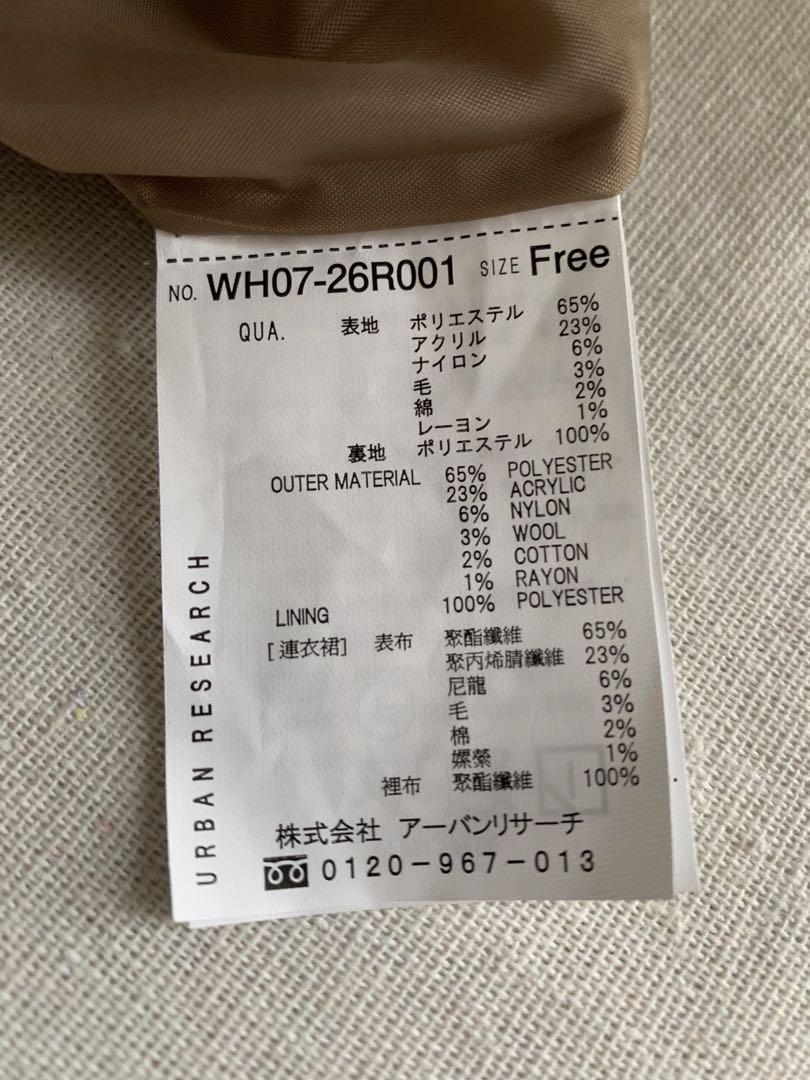 NO. WH07-26R001 SIZE Free
QUA. 表地 ポリエステル 65%
アクリル 23%
ナイロン 6%
毛 3%
綿 2%
レーヨン 1%
裏地 ポリエステル 100%
OUTER MATERIAL 65% POLYESTER
23% ACRYLIC
6% NYLON
3% WOOL
2% COTTON
1% RAYON
LINING 100% POLYESTER
[連衣裙] 表布 聚酯纖維 65%
聚丙烯腈纖維 23%
尼龍 6%
毛 3%
棉 2%
嫘縈 1%
裡布 聚酯纖維 100%
株式会社 アーバンリサーチ
0120-967-013
URBAN RESEARCH